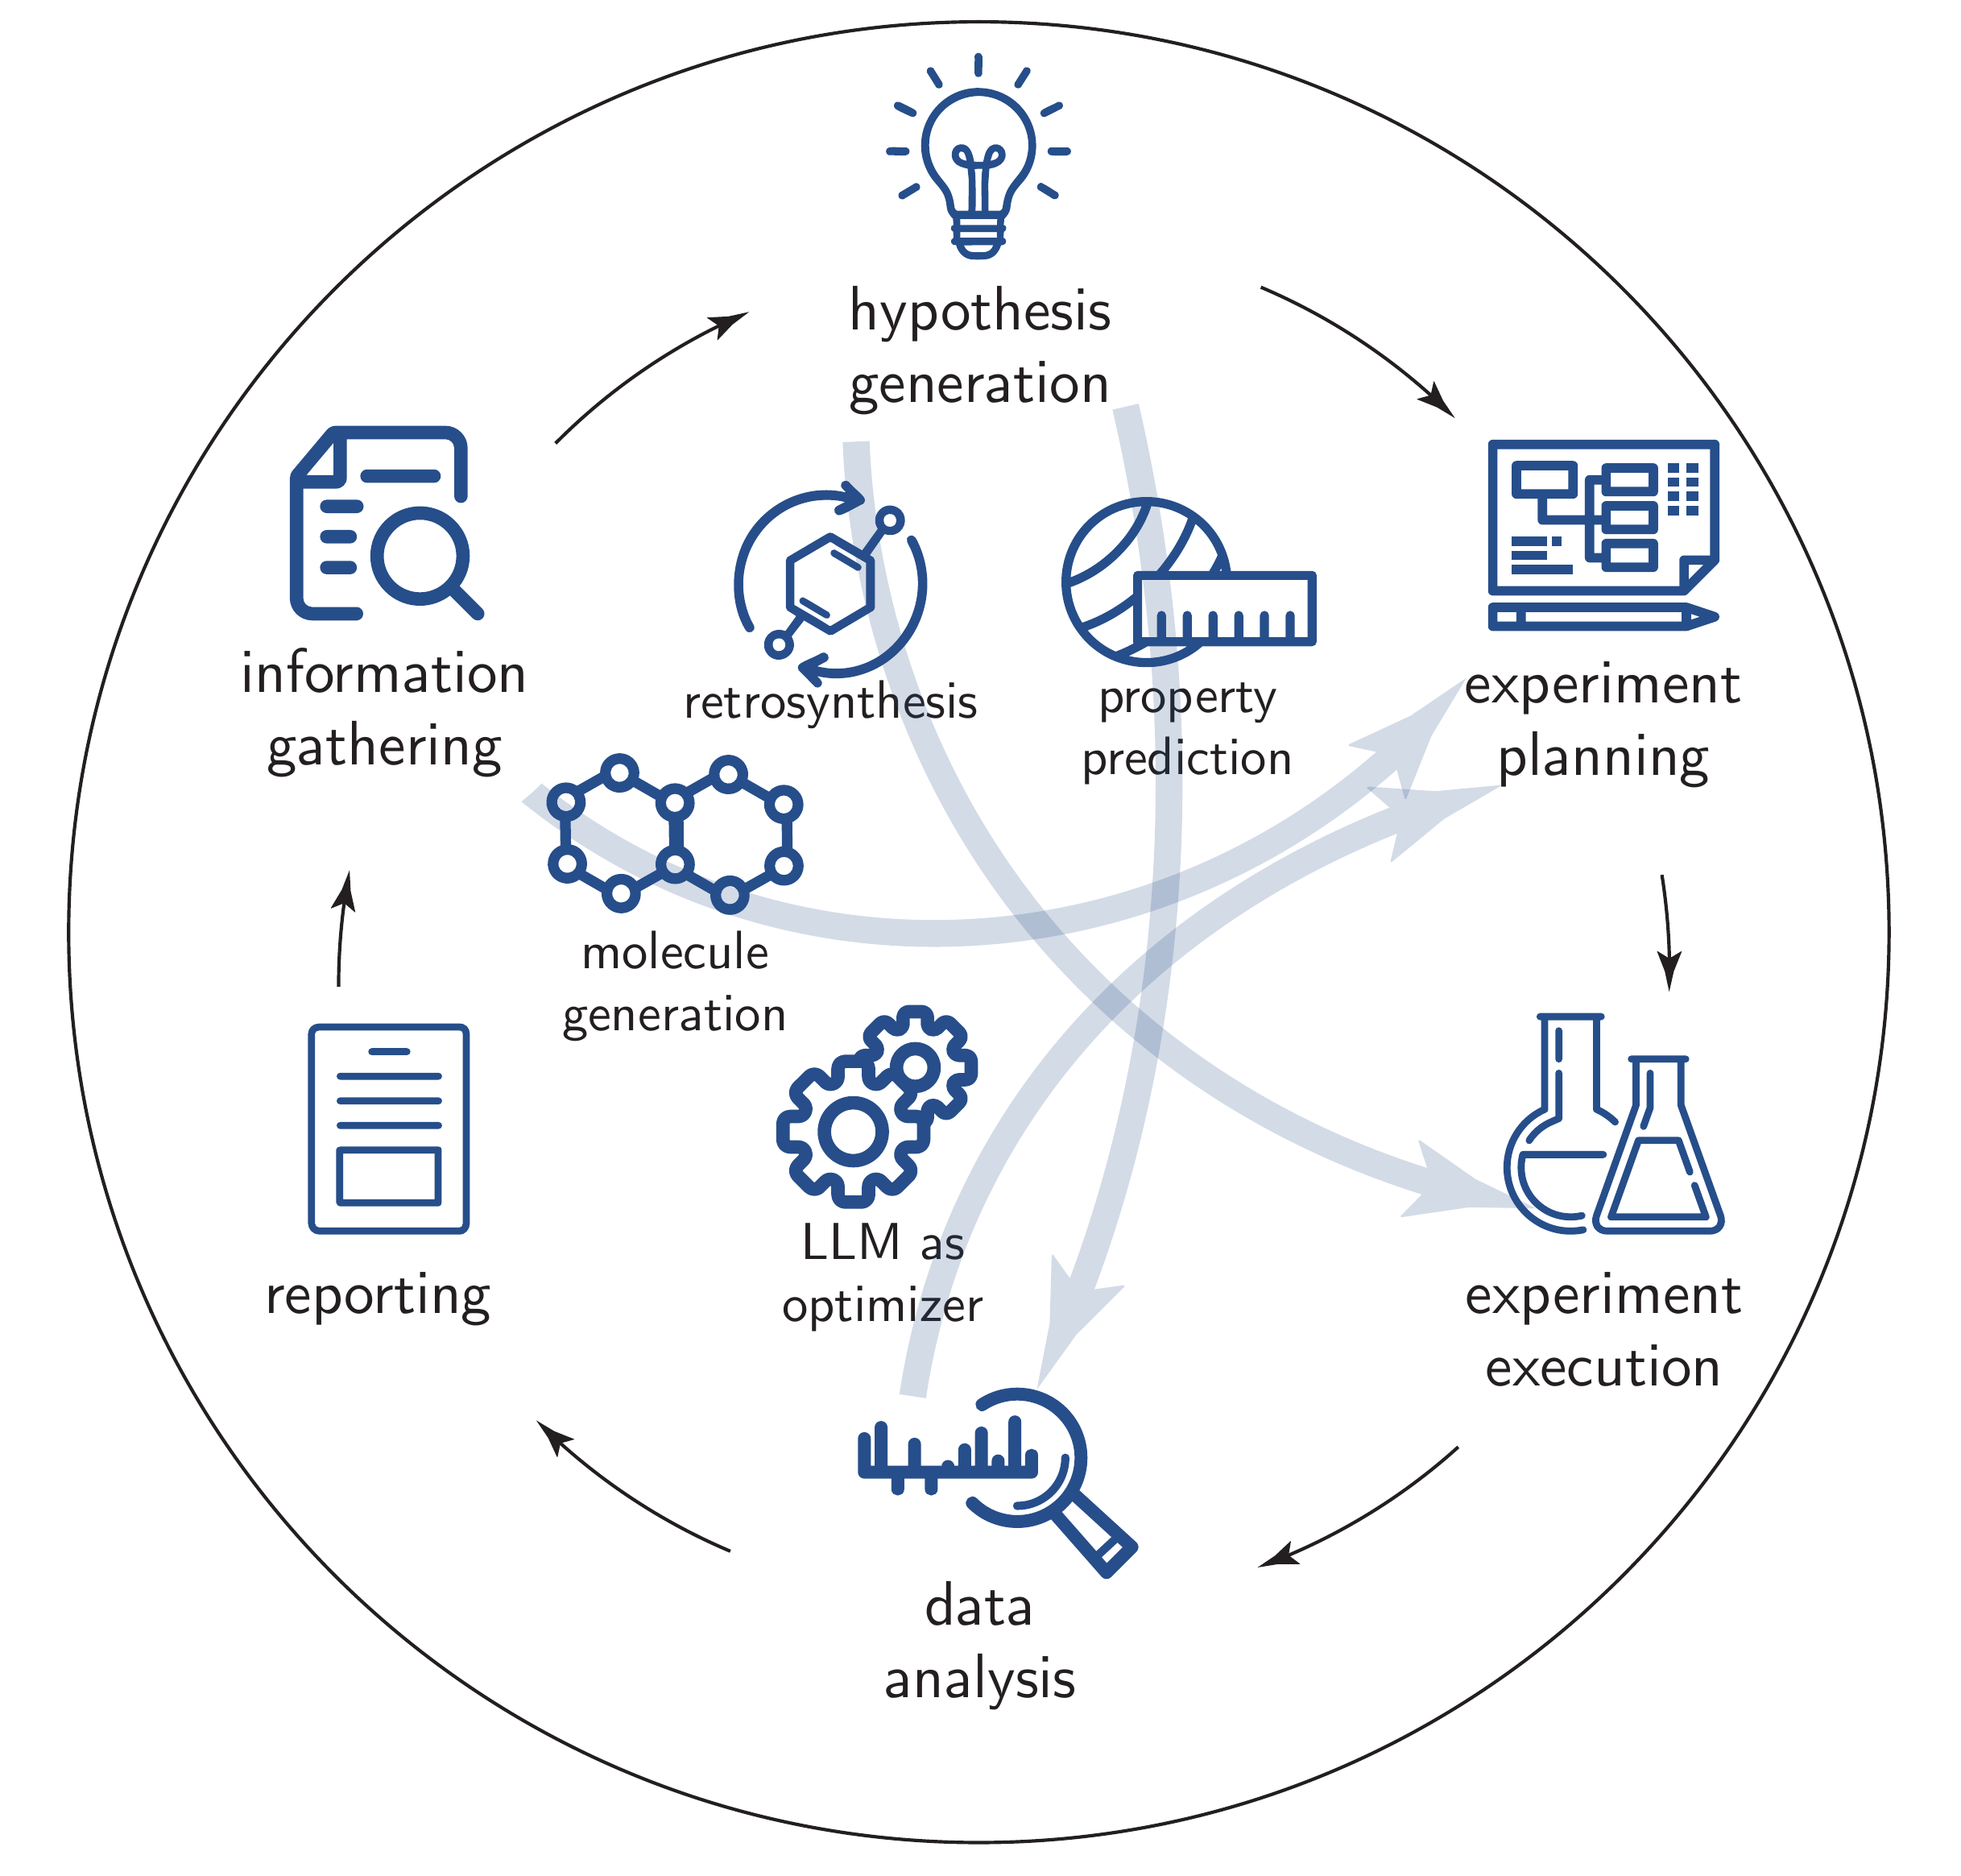 hypothesis
generation
information
gathering
retrosynthesis
property
prediction
experiment
planning
molecule
generation
LLM as
optimizer
reporting
experiment
execution
data
analysis